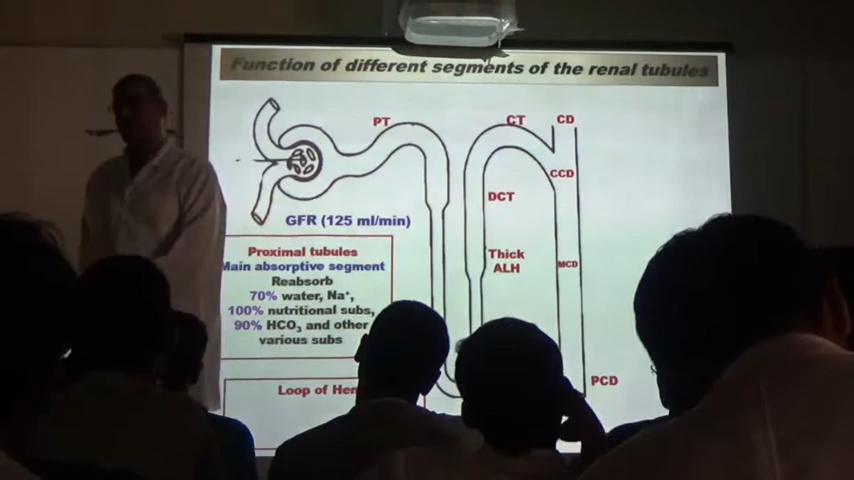 Function of different segments of the renal tubules
PT
CT
CD
CCD
DCT
GFR (125 ml/min)
Thick
ALH
MCD
Proximal tubules
Main absorptive segment
Reabsorb
70% water, Na⁺,
100% nutritional subs,
90% HCO₃ and other
various subs
PCD
Loop of Hen